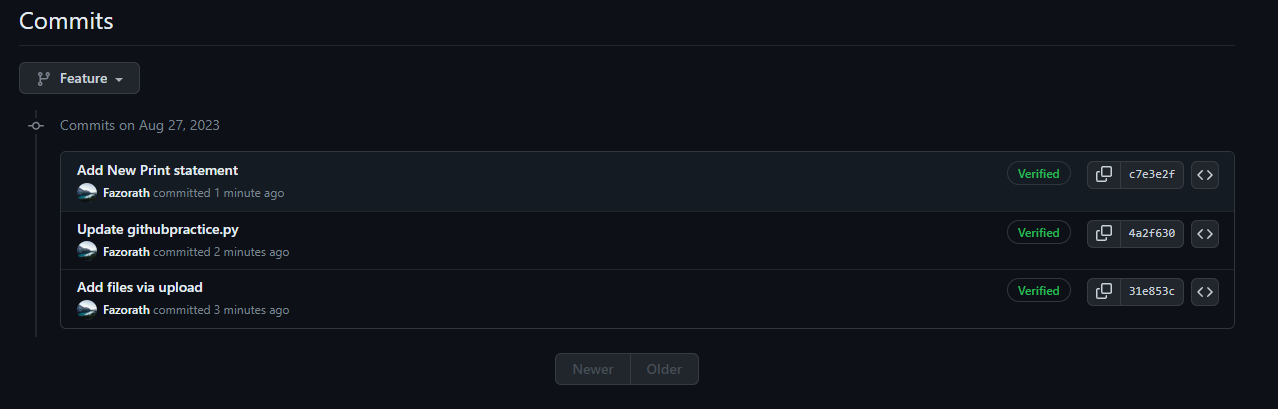 Commits
Feature
Commits on Aug 27, 2023
Add New Print statement
Fazorath committed 1 minute ago
Verified
c7e3e2f
Update githubpractice.py
Fazorath committed 2 minutes ago
Verified
4a2f630
Add files via upload
Fazorath committed 3 minutes ago
Verified
31e853c
Newer
Older